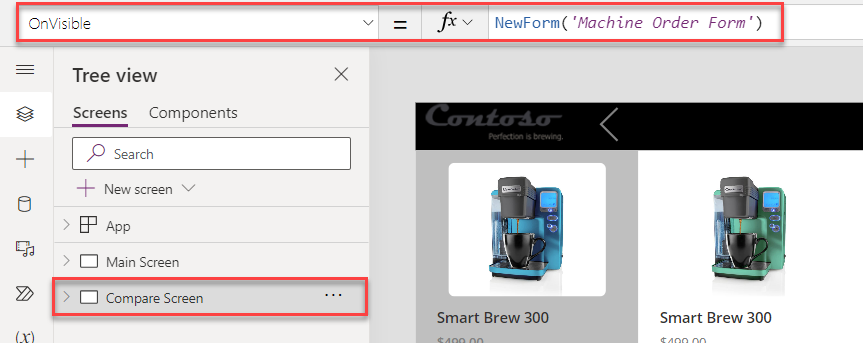 OnVisible = fx NewForm('Machine Order Form')
Tree view
Screens Components
Search
New screen
App
Main Screen
Compare Screen ...
(x)
Contoso
Perfection is brewing.
Smart Brew 300 Smart Brew 300
$499.00 $499.00